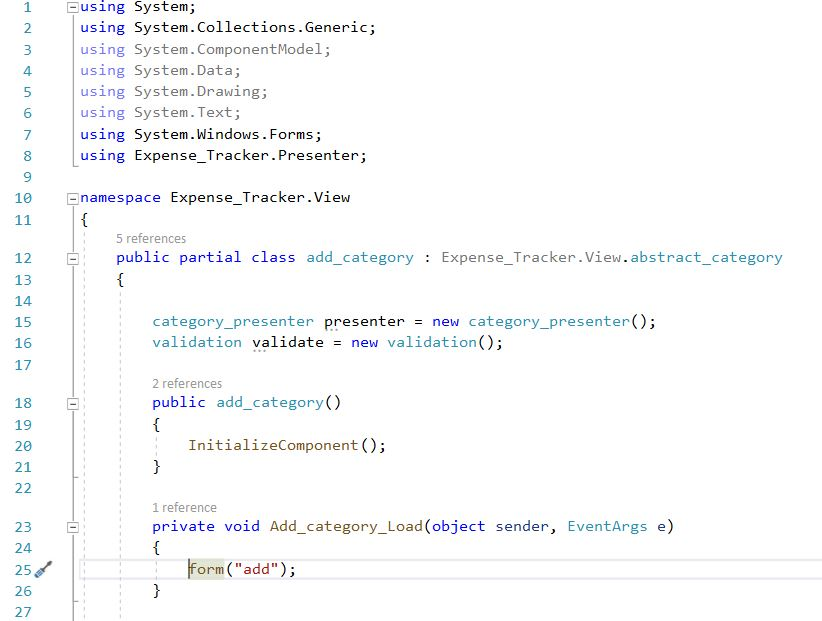 1 using System;
2 using System.Collections.Generic;
3 using System.ComponentModel;
4 using System.Data;
5 using System.Drawing;
6 using System.Text;
7 using System.Windows.Forms;
8 using Expense_Tracker.Presenter;
9
10 namespace Expense_Tracker.View
11 {
5 references
12 public partial class add_category : Expense_Tracker.View.abstract_category
13 {
14
15 category_presenter presenter = new category_presenter();
16 validation validate = new validation();
17
2 references
18 public add_category()
19 {
20 InitializeComponent();
21 }
22
1 reference
23 private void Add_category_Load(object sender, EventArgs e)
24 {
25 form("add");
26 }
27